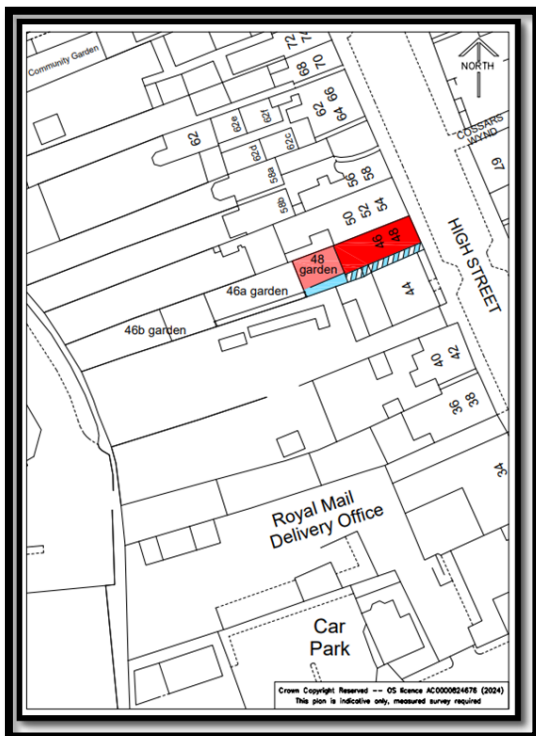 Community Garden
72
74
68
70
NORTH
62
66
64
62f
62e
62
62c
62d
COSSARS
WYND
67
58a
58
56
58b
54
52
50
HIGH STREET
48
46
48
garden
46a garden
44
46b garden
42
40
38
36
34
Royal Mail
Delivery Office
Car
Park
Crown Copyright Reserved -- OS licence AC0000824676 (2024)
This plan is indicative only, measured survey required